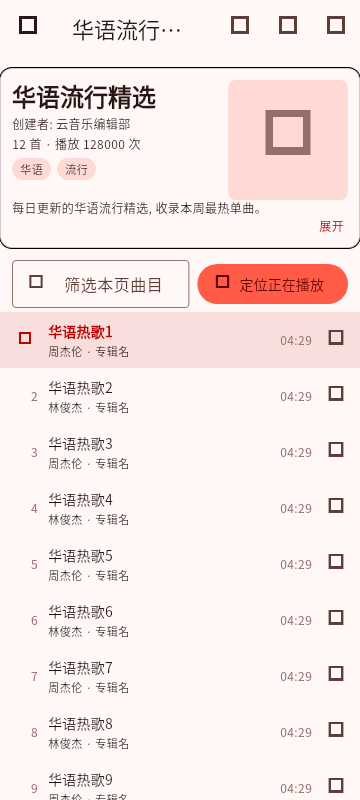 华语流行…
华语流行精选
创建者: 云音乐编辑部
12 首 · 播放 128000 次
华语 流行
每日更新的华语流行精选, 收录本周最热单曲。
展开
筛选本页曲目 定位正在播放
华语热歌1
周杰伦 · 专辑名
04:29
2 华语热歌2
林俊杰 · 专辑名
04:29
3 华语热歌3
周杰伦 · 专辑名
04:29
4 华语热歌4
林俊杰 · 专辑名
04:29
5 华语热歌5
周杰伦 · 专辑名
04:29
6 华语热歌6
林俊杰 · 专辑名
04:29
7 华语热歌7
周杰伦 · 专辑名
04:29
8 华语热歌8
林俊杰 · 专辑名
04:29
9 华语热歌9
周杰伦 · 专辑名
04:29